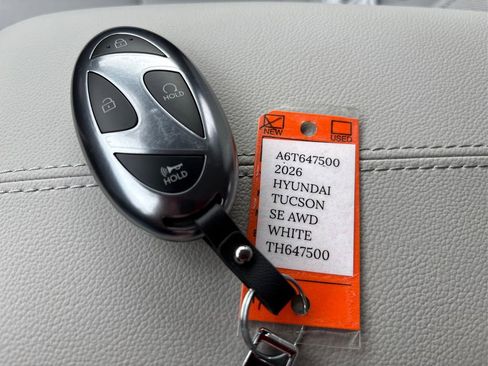 HOLD
HOLD
NEW
USED
A6T647500
2026
HYUNDAI
TUCSON
SE AWD
WHITE
TH647500